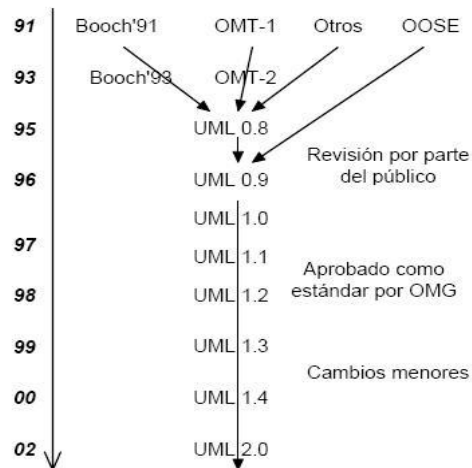 91 Booch'91 OMT-1 Otros OOSE
93 Booch'93 OMT-2
95 UML 0.8
Revisión por parte
del público
96 UML 0.9
UML 1.0
97
UML 1.1
Aprobado como
estándar por OMG
98 UML 1.2
99 UML 1.3
Cambios menores
00 UML 1.4
02 UML 2.0